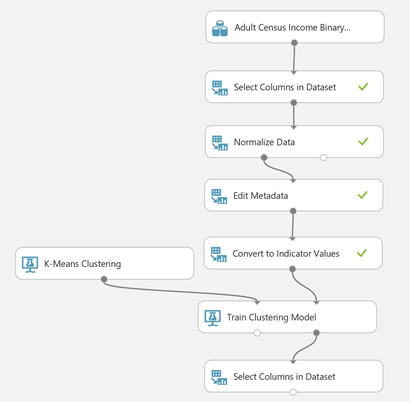 Adult Census Income Binary...
Select Columns in Dataset
Normalize Data
Edit Metadata
Convert to Indicator Values
K-Means Clustering
Train Clustering Model
Select Columns in Dataset